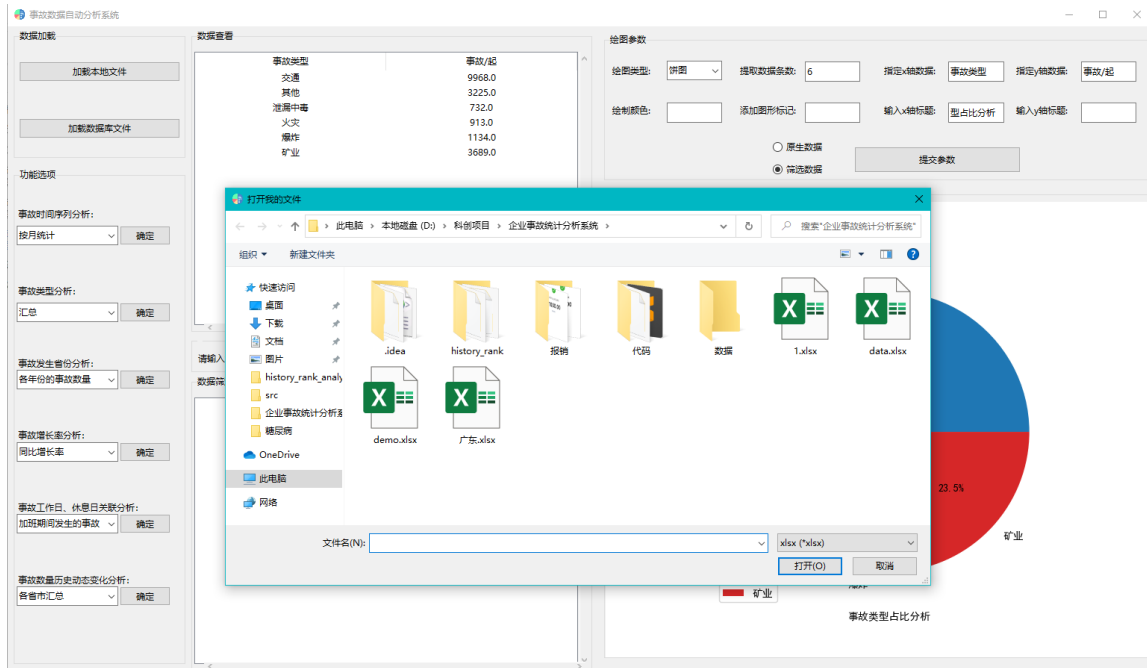 事故数据自动分析系统
数据加载
加载本地文件
加载数据库文件
功能选项
事故时间序列分析:
按月统计 确定
事故类型分析:
汇总 确定
事故发生省份分析:
各年份的事故数量 确定
事故增长率分析:
同比增长率 确定
事故工作日、休息日关联分析:
加班期间发生的事故 确定
事故数量历史动态变化分析:
各省市汇总 确定
数据查看
事故类型 事故/起
交通 9968.0
其他 3225.0
泄漏中毒 732.0
火灾 913.0
爆炸 1134.0
矿业 3689.0
请输入
数据筛
绘图参数
绘图类型: 饼图 提取数据条数: 6 指定x轴数据: 事故类型 指定y轴数据: 事故/起
绘制颜色: 添加图形标记: 输入x轴标题: 型占比分析 输入y轴标题:
原生数据
筛选数据
提交参数
打开我的文件
此电脑 › 本地磁盘 (D:) › 科创项目 › 企业事故统计分析系统 ›
搜索"企业事故统计分析系统"
组织 新建文件夹
快速访问
桌面
下载
文档
图片
history_rank_analy
src
企业事故统计分析系
糖尿病
OneDrive
此电脑
网络
.idea history_rank 报销 代码 数据 1.xlsx data.xlsx
demo.xlsx 广东.xlsx
文件名(N): xlsx (*xlsx)
打开(O) 取消
23.5%
矿业
矿业
事故类型占比分析